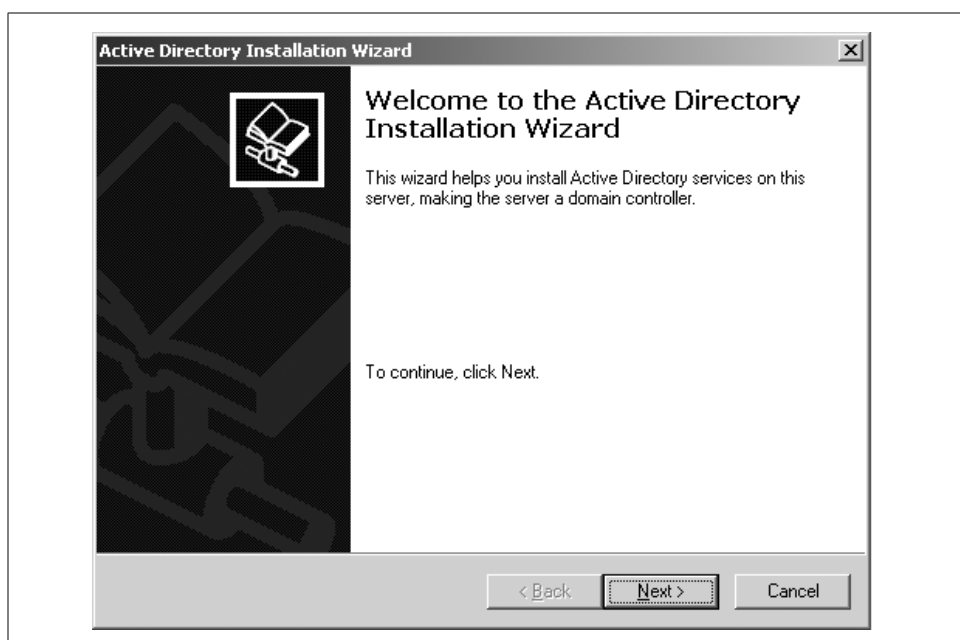 Active Directory Installation Wizard
Welcome to the Active Directory
Installation Wizard
This wizard helps you install Active Directory services on this
server, making the server a domain controller.
To continue, click Next.
< Back
Next >
Cancel